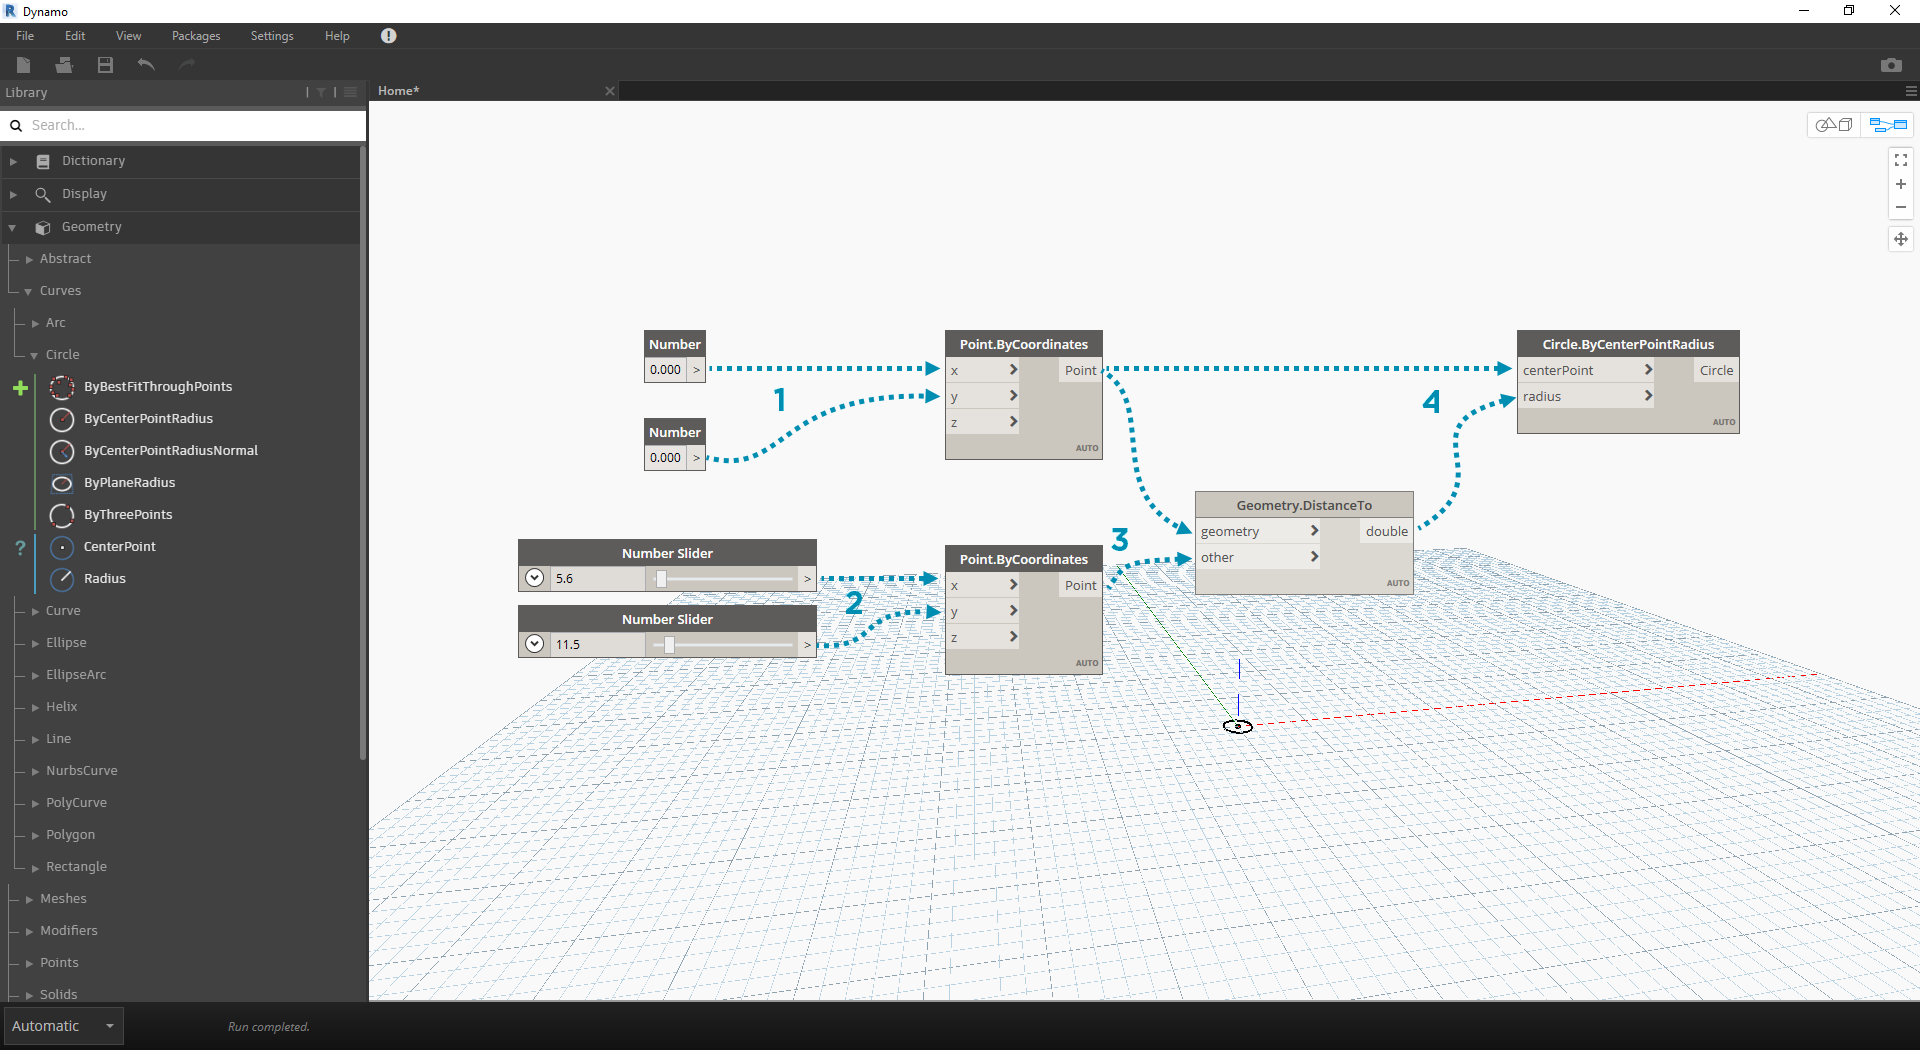 Dynamo
File Edit View Packages Settings Help
Library
Home*
Search...
Dictionary
Display
Geometry
Abstract
Curves
Arc
Circle
ByBestFitThroughPoints
ByCenterPointRadius
ByCenterPointRadiusNormal
ByPlaneRadius
ByThreePoints
CenterPoint
Radius
Curve
Ellipse
EllipseArc
Helix
Line
NurbsCurve
PolyCurve
Polygon
Rectangle
Meshes
Modifiers
Points
Solids
Automatic
Run completed.
Number
0.000 >
Number
0.000 >
1
Point.ByCoordinates
x > Point
y >
z >
AUTO
Circle.ByCenterPointRadius
centerPoint > Circle
radius >
AUTO
4
Number Slider
5.6 >
Number Slider
11.5 >
2
Point.ByCoordinates
x > Point
y >
z >
AUTO
3
Geometry.DistanceTo
geometry > double
other >
AUTO